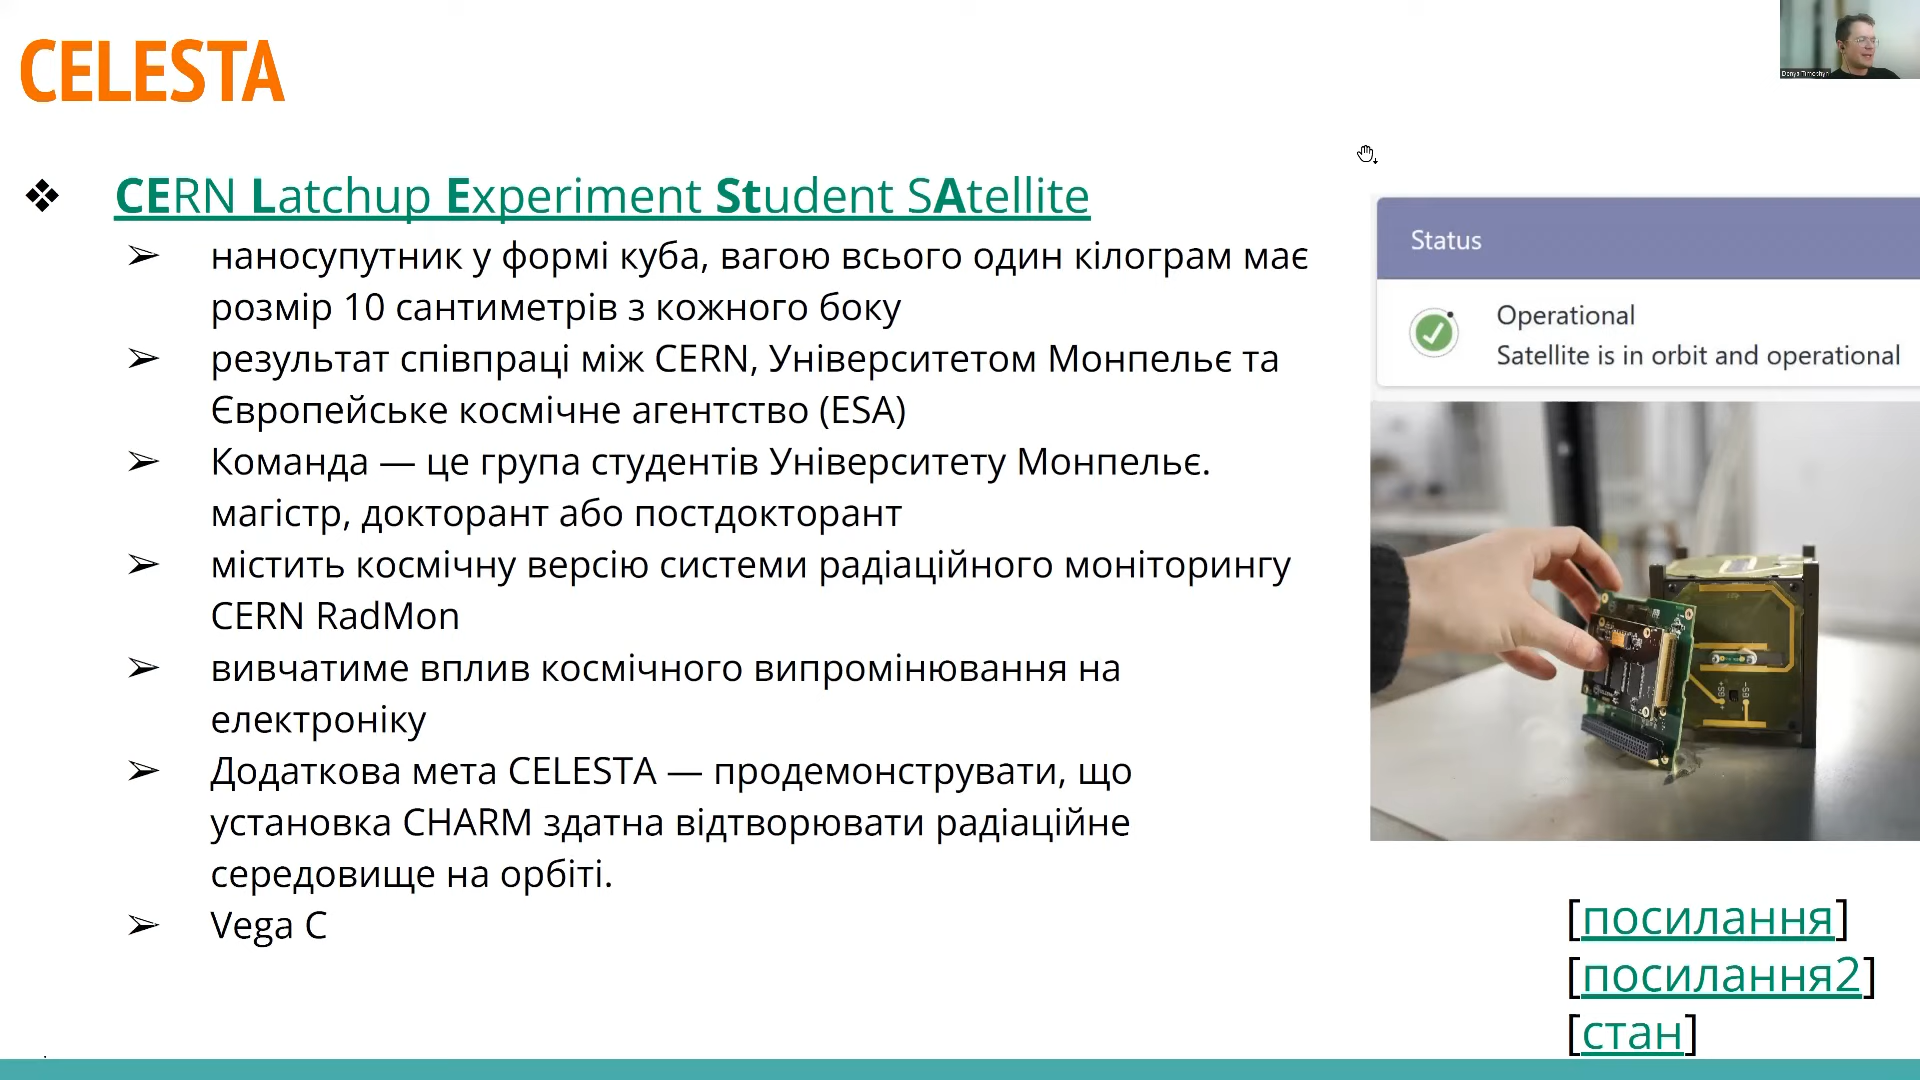 CELESTA
Denys Timoshyn
❖ CERN Latchup Experiment Student SAtellite
➢ наносупутник у формі куба, вагою всього один кілограм має
розмір 10 сантиметрів з кожного боку
➢ результат співпраці між CERN, Університетом Монпельє та
Європейське космічне агентство (ESA)
➢ Команда — це група студентів Університету Монпельє.
магістр, докторант або постдокторант
➢ містить космічну версію системи радіаційного моніторингу
CERN RadMon
➢ вивчатиме вплив космічного випромінювання на
електроніку
➢ Додаткова мета CELESTA — продемонструвати, що
установка CHARM здатна відтворювати радіаційне
середовище на орбіті.
➢ Vega C
Status
Operational
Satellite is in orbit and operational
[посилання]
[посилання2]
[стан]